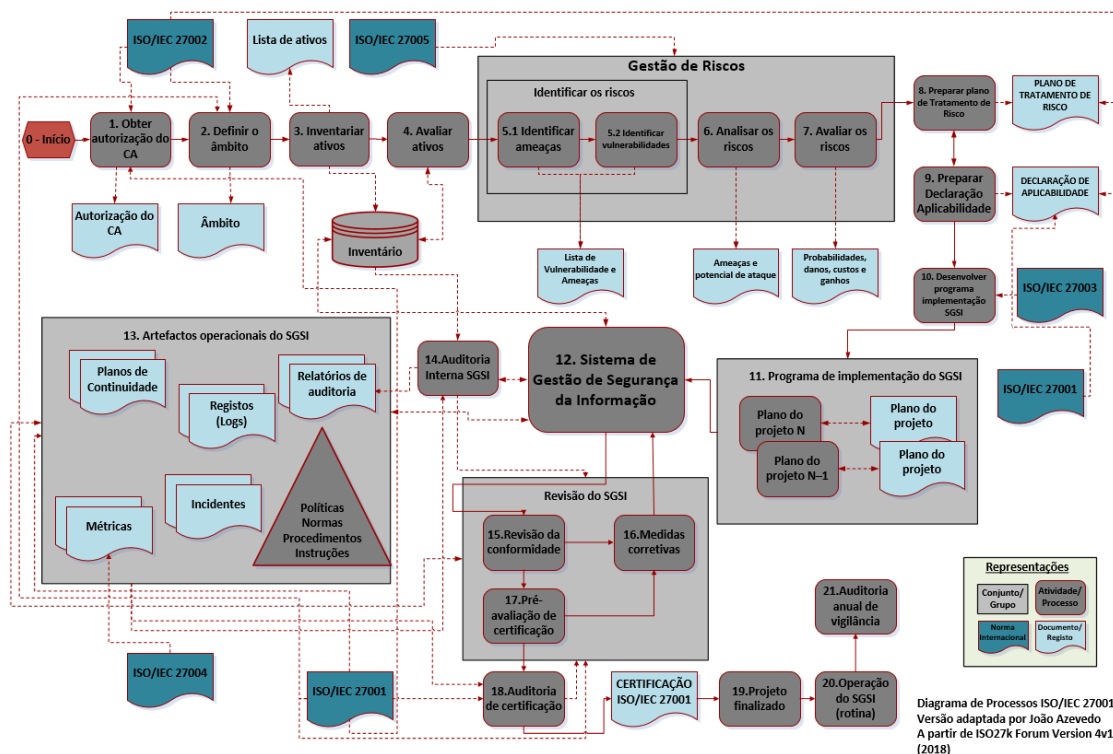 ISO/IEC 27002
Lista de ativos
ISO/IEC 27005
Gestão de Riscos
Identificar os riscos
0 - Início
1. Obter
autorização do
CA
2. Definir o
âmbito
3. Inventariar
ativos
4. Avaliar
ativos
5.1 Identificar
ameaças
5.2 Identificar
vulnerabilidades
6. Analisar os
riscos
7. Avaliar os
riscos
8. Preparar plano
de Tratamento de
Risco
PLANO DE
TRATAMENTO DE
RISCO
9. Preparar
Declaração
Aplicabilidade
DECLARAÇÃO DE
APLICABILIDADE
Autorização do
CA
Âmbito
Inventário
Lista de
Vulnerabilidade e
Ameaças
Ameaças e
potencial de ataque
Probabilidades,
danos, custos e
ganhos
10. Desenvolver
programa
implementação
SGSI
ISO/IEC 27003
13. Artefactos operacionais do SGSI
Planos de
Continuidade
Registos
(Logs)
Relatórios de
auditoria
Métricas
Incidentes
Políticas
Normas
Procedimentos
Instruções
14.Auditoria
Interna SGSI
12. Sistema de
Gestão de Segurança
da Informação
11. Programa de implementação do SGSI
Plano do
projeto N
Plano do
projeto
Plano do
projeto N–1
Plano do
projeto
ISO/IEC 27001
Revisão do SGSI
15.Revisão da
conformidade
16.Medidas
corretivas
17.Pré-
avaliação de
certificação
ISO/IEC 27004
ISO/IEC 27001
18.Auditoria
de certificação
CERTIFICAÇÃO
ISO/IEC 27001
19.Projeto
finalizado
20.Operação
do SGSI
(rotina)
21.Auditoria
anual de
vigilância
Representações
Conjunto/
Grupo
Atividade/
Processo
Norma
Internacional
Documento/
Registo
Diagrama de Processos ISO/IEC 27001
Versão adaptada por João Azevedo
A partir de ISO27k Forum Version 4v1
(2018)